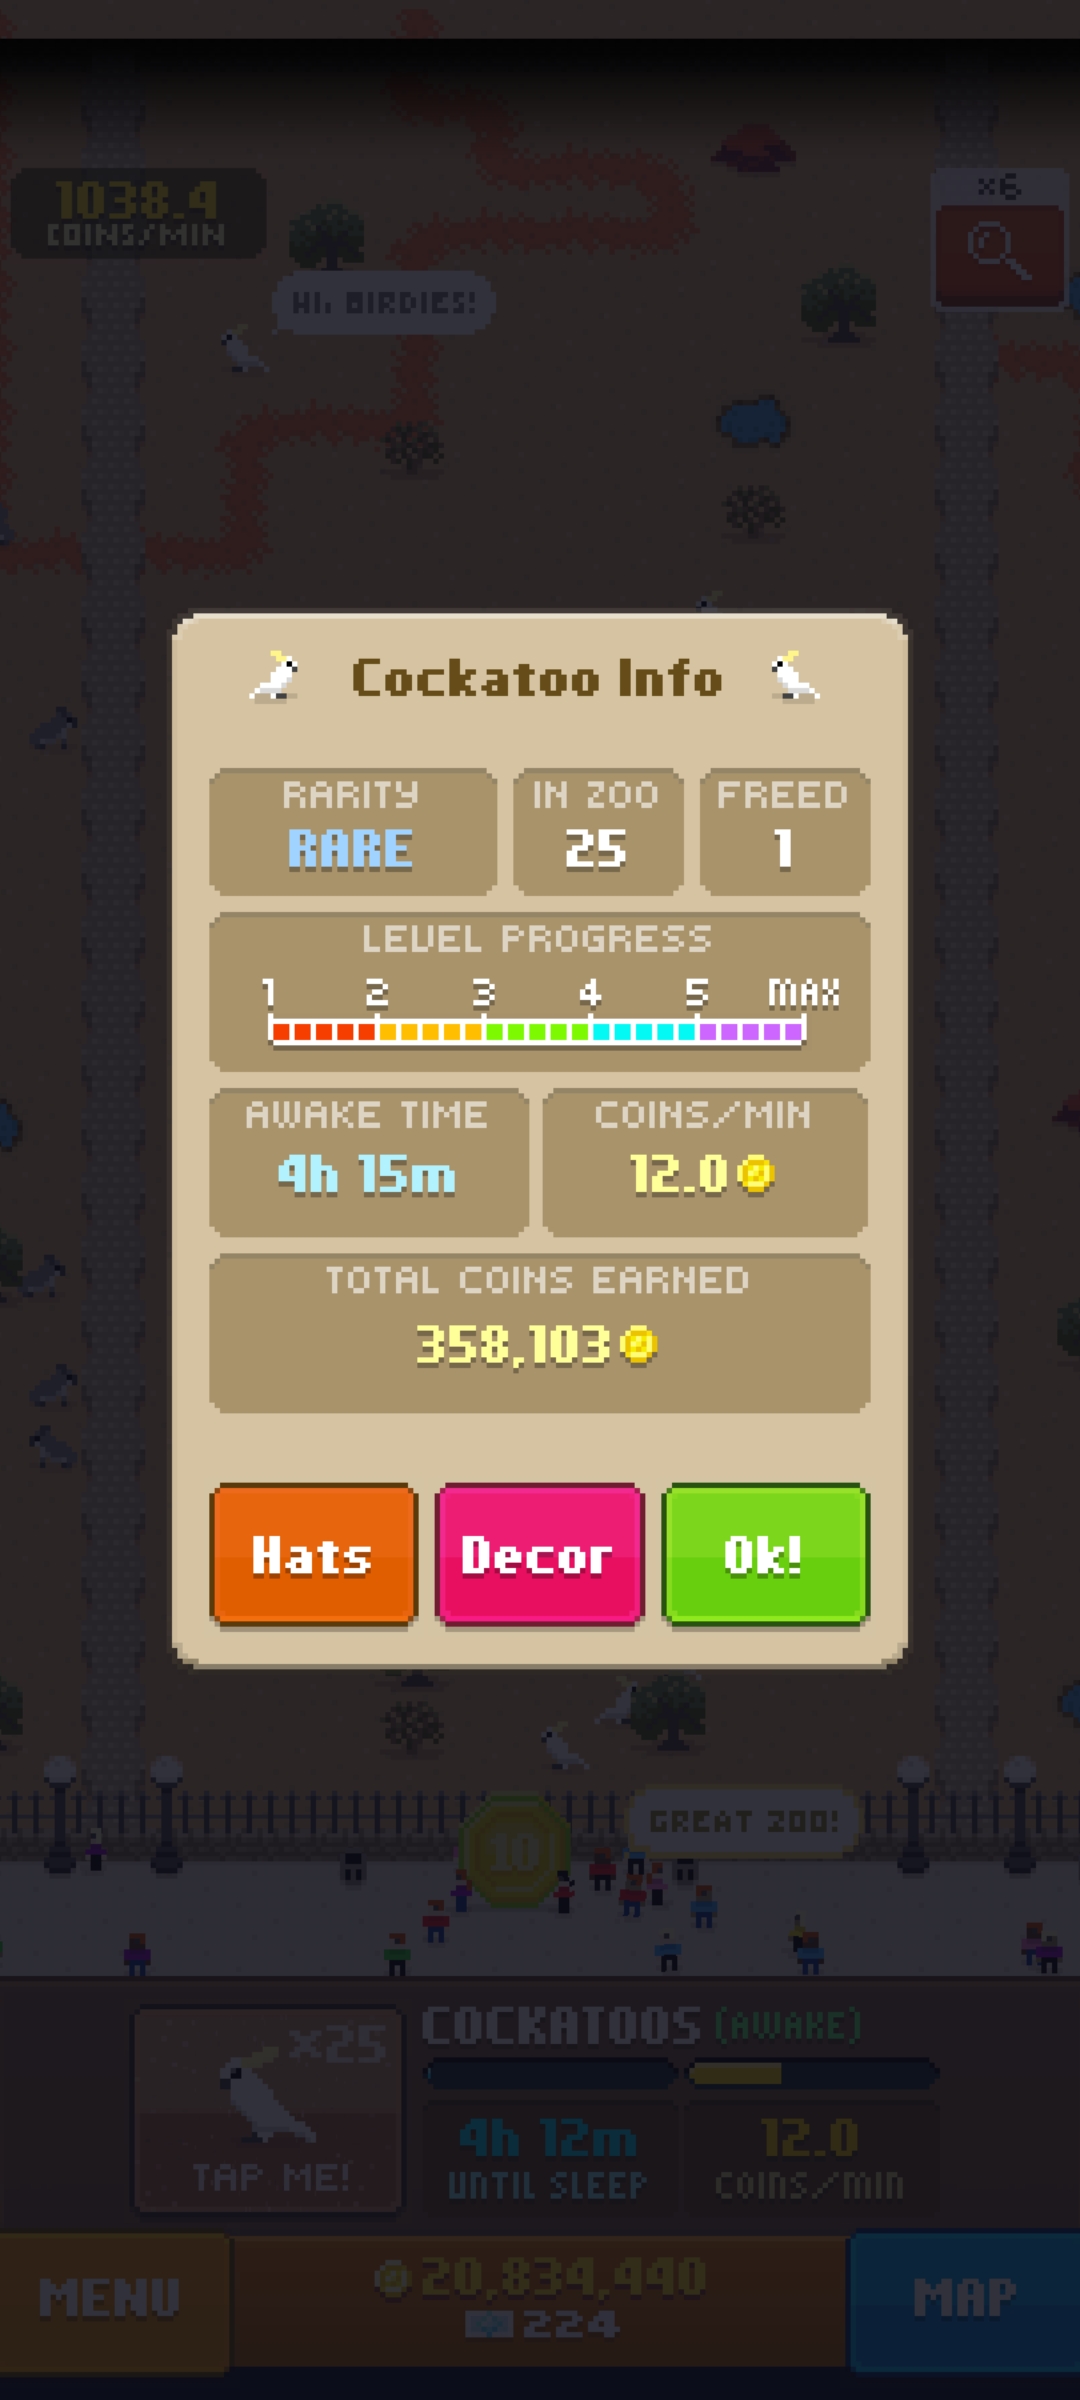 1038.4
COINS/MIN
×6
HI, BIRDIES!
Cockatoo Info
RARITY
RARE
IN ZOO
25
FREED
1
LEVEL PROGRESS
1 2 3 4 5 MAX
AWAKE TIME
4h 15m
COINS/MIN
12.0
TOTAL COINS EARNED
358,103
Hats
Decor
Ok!
GREAT ZOO!
10
×25
TAP ME!
COCKATOOS (AWAKE)
4h 12m
UNTIL SLEEP
12.0
COINS/MIN
MENU
20,834,440
224
MAP